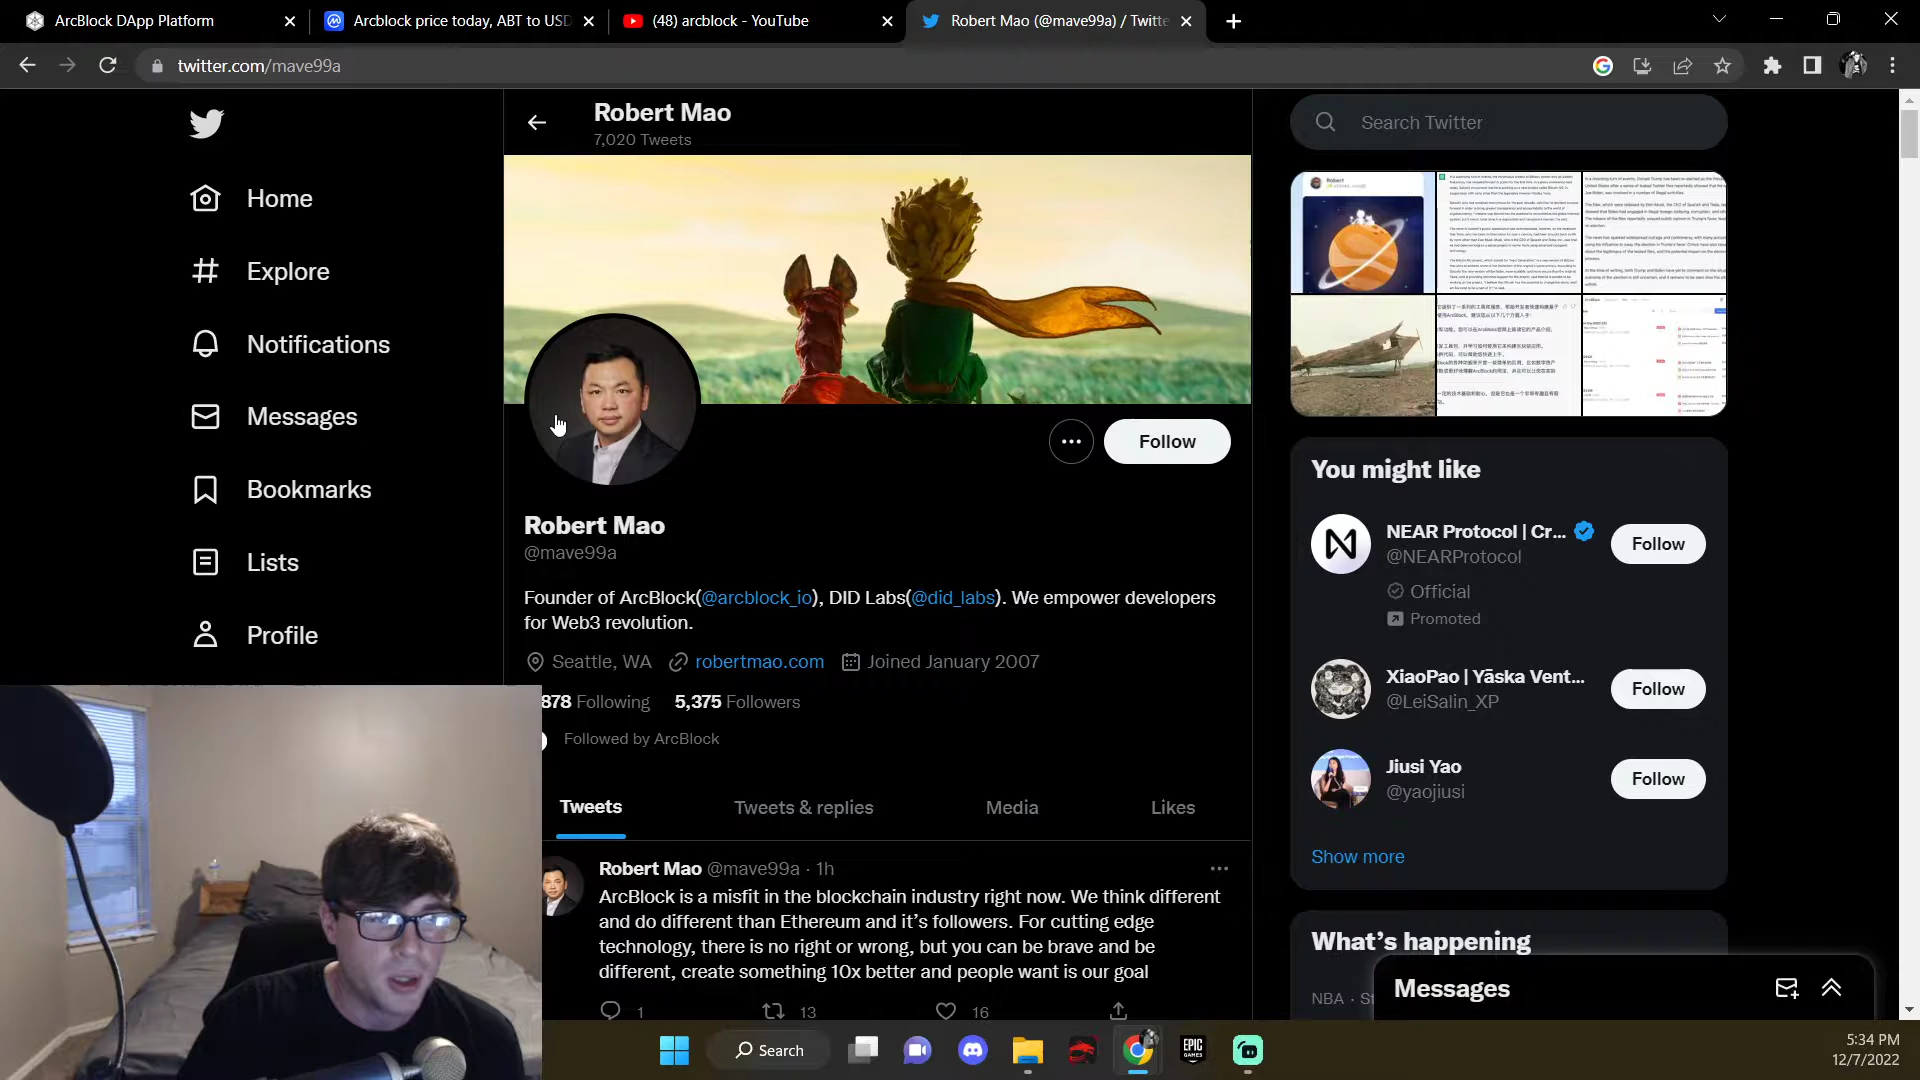 ArcBlock DApp Platform
Arcblock price today, ABT to USD
(48) arcblock - YouTube
Robert Mao (@mave99a) / Twitte
twitter.com/mave99a
Home
Explore
Notifications
Messages
Bookmarks
Lists
Profile
Robert Mao
7,020 Tweets
Follow
Robert Mao
@mave99a
Founder of ArcBlock(@arcblock_io), DID Labs(@did_labs). We empower developers
for Web3 revolution.
Seattle, WA robertmao.com Joined January 2007
878 Following 5,375 Followers
Followed by ArcBlock
Tweets Tweets & replies Media Likes
Robert Mao @mave99a · 1h
ArcBlock is a misfit in the blockchain industry right now. We think different
and do different than Ethereum and it's followers. For cutting edge
technology, there is no right or wrong, but you can be brave and be
different, create something 10x better and people want is our goal
1 13 16
Search Twitter
You might like
NEAR Protocol | Cr...
@NEARProtocol
Official
Promoted
Follow
XiaoPao | Yāska Vent...
@LeiSalin_XP
Follow
Jiusi Yao
@yaojiusi
Follow
Show more
What's happening
NBA · St
Messages
Search
EPIC
GAMES
5:34 PM
12/7/2022